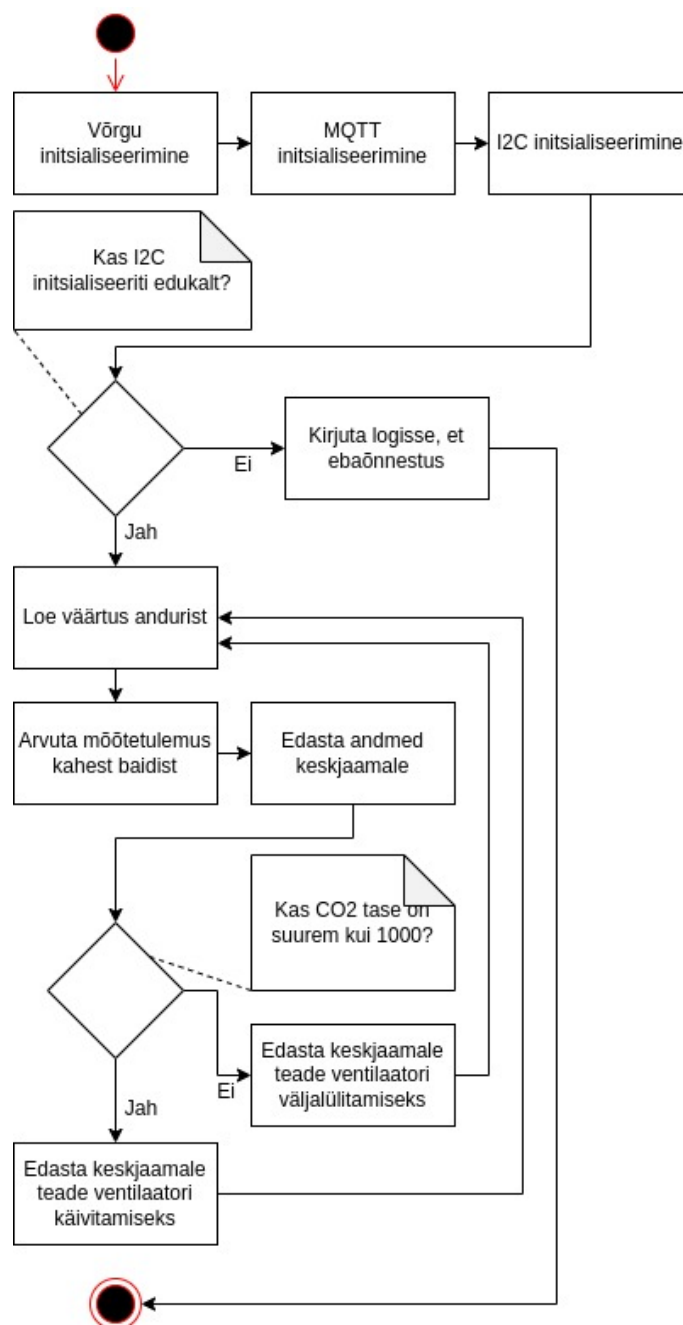 Võrgu
initsialiseerimine
MQTT
initsialiseerimine
I2C initsialiseerimine
Kas I2C
initsialiseeriti edukalt?
Ei
Kirjuta logisse, et
ebaõnnestus
Jah
Loe väärtus andurist
Arvuta mõõtetulemus
kahest baidist
Edasta andmed
keskjaamale
Kas CO2 tase on
suurem kui 1000?
Ei
Edasta keskjaamale
teade ventilaatori
väljalülitamiseks
Jah
Edasta keskjaamale
teade ventilaatori
käivitamiseks